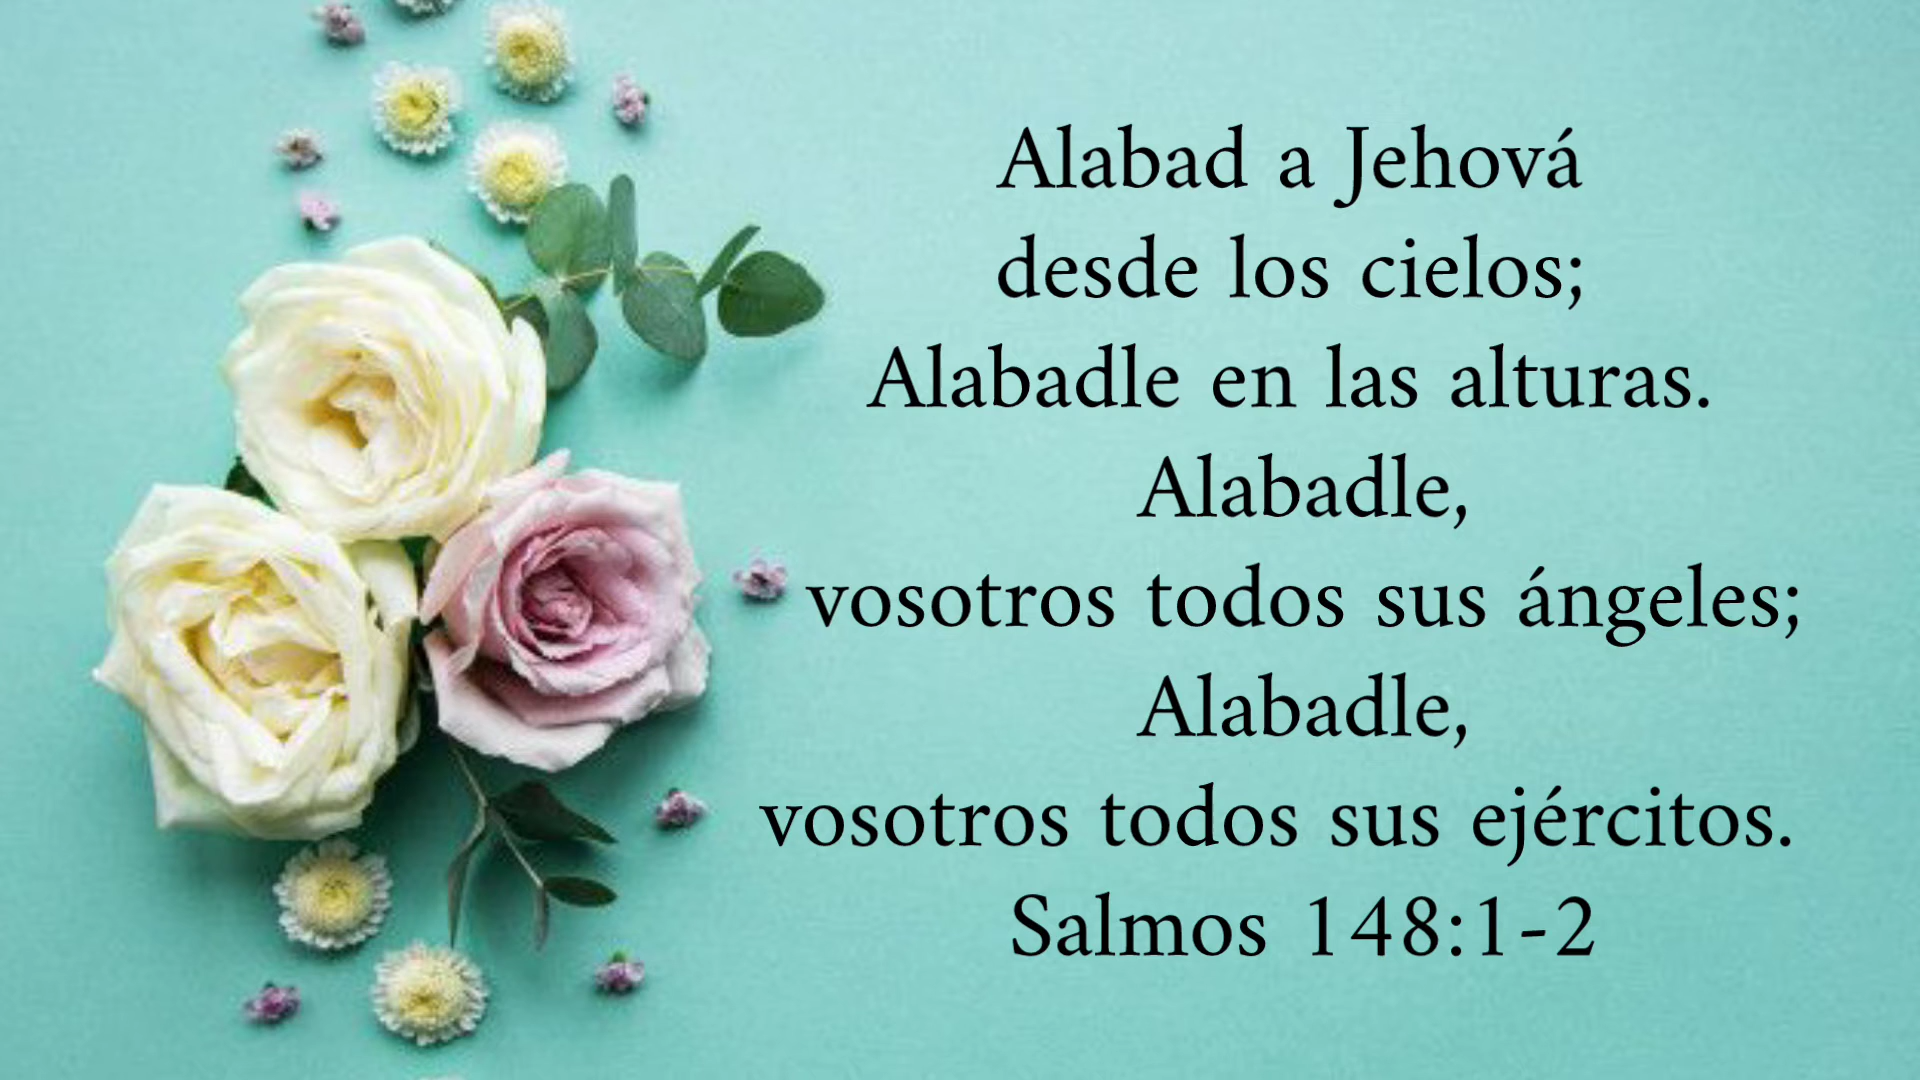 Alabad a Jehová
desde los cielos;
Alabadle en las alturas.
Alabadle,
vosotros todos sus ángeles;
Alabadle,
vosotros todos sus ejércitos.
Salmos 148:1-2